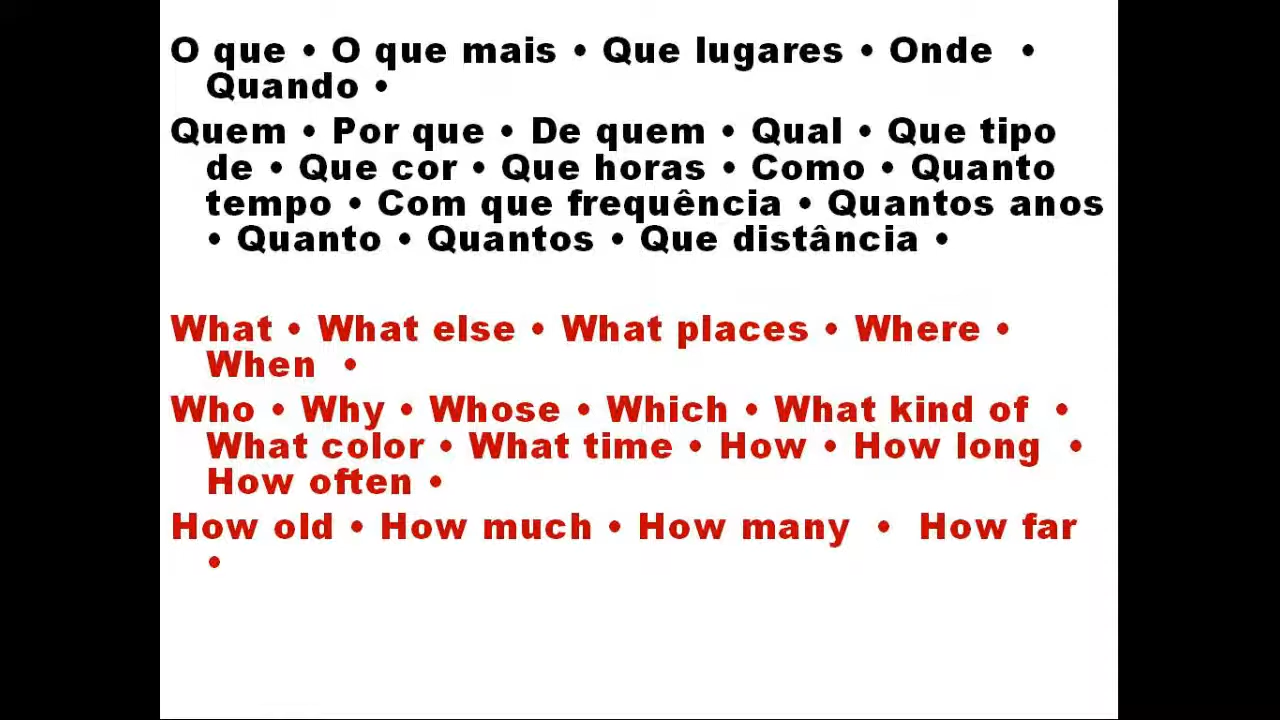 O que • O que mais • Que lugares • Onde •
Quando •
Quem • Por que • De quem • Qual • Que tipo
de • Que cor • Que horas • Como • Quanto
tempo • Com que frequência • Quantos anos
• Quanto • Quantos • Que distância •
What • What else • What places • Where •
When •
Who • Why • Whose • Which • What kind of •
What color • What time • How • How long •
How often •
How old • How much • How many • How far
•